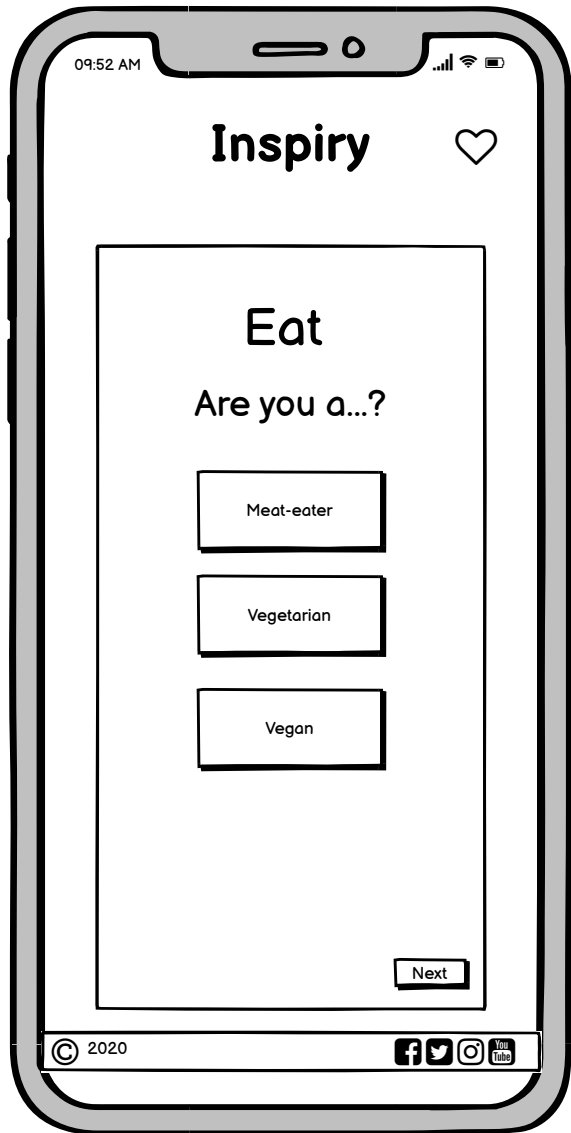 09:52 AM
Inspiry
Eat
Are you a...?
Meat-eater
Vegetarian
Vegan
Next
© 2020
You
Tube